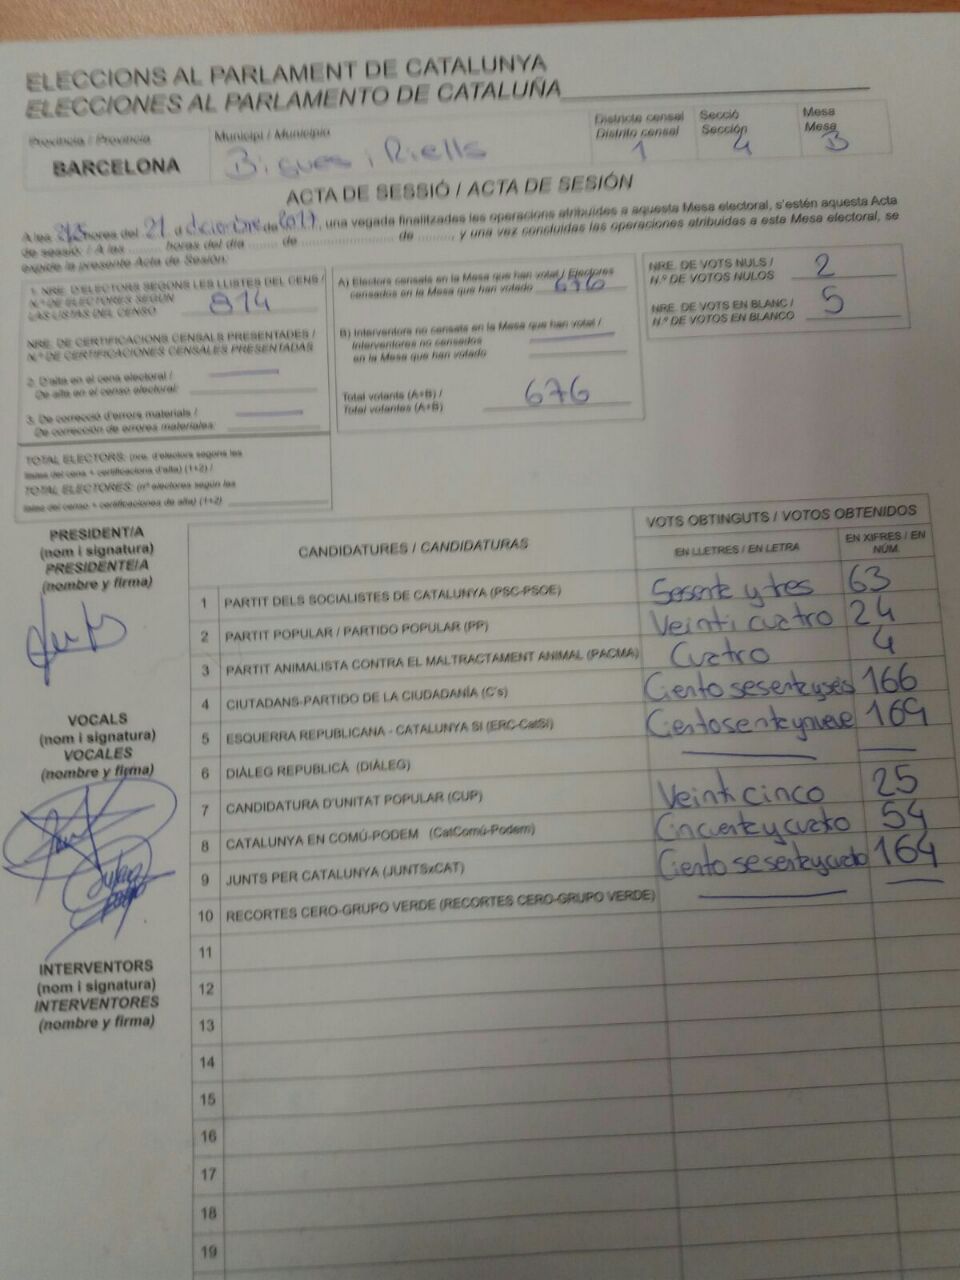 ELECCIONS AL PARLAMENT DE CATALUNYA
ELECCIONES AL PARLAMENTO DE CATALUÑA
Provincia / Provincia
BARCELONA
Municipi / Municipio
Bigues i Riells
Districte censal
Distrito censal
1
Secció
Sección
4
Mesa
Mesa
B
ACTA DE SESSIÓ / ACTA DE SESIÓN
A les hores del 21 d diciembre de 2017, una vegada finalitzades les operacions atribuïdes a aquesta Mesa electoral, s'estén aquesta Acta
de sessió. / A las ........ horas del día ....... de ........................ de ........, y una vez concluidas las operaciones atribuidas a esta Mesa electoral, se
expide la presente Acta de Sesión:
1. NRE. D'ELECTORS SEGONS LES LLISTES DEL CENS /
N.º DE ELECTORES SEGÚN
LAS LISTAS DEL CENSO
814
NRE. DE CERTIFICACIONS CENSALS PRESENTADES /
N.º DE CERTIFICACIONES CENSALES PRESENTADAS
2. D'alta en el cens electoral /
De alta en el censo electoral:
3. De correcció d'errors materials /
De corrección de errores materiales:
TOTAL ELECTORS: (nre. d'electors segons les
llistes del cens + certificacions d'alta) (1+2) /
TOTAL ELECTORES: (nº electores según las
listas del censo + certificaciones de alta) (1+2)
A) Electors censats en la Mesa que han votat / Electores
censados en la Mesa que han votado
676
B) Interventors no censats en la Mesa que han votat /
Interventores no censados
en la Mesa que han votado
Total votants (A+B) /
Total votantes (A+B)
676
NRE. DE VOTS NULS /
N.º DE VOTOS NULOS
2
NRE. DE VOTS EN BLANC /
N.º DE VOTOS EN BLANCO
5
PRESIDENT/A
(nom i signatura)
PRESIDENTE/A
(nombre y firma)
VOCALS
(nom i signatura)
VOCALES
(nombre y firma)
INTERVENTORS
(nom i signatura)
INTERVENTORES
(nombre y firma)
CANDIDATURES / CANDIDATURAS
VOTS OBTINGUTS / VOTOS OBTENIDOS
EN LLETRES / EN LETRA
EN XIFRES / EN
NÚM.
1 PARTIT DELS SOCIALISTES DE CATALUNYA (PSC-PSOE) Sesenta y tres 63
2 PARTIT POPULAR / PARTIDO POPULAR (PP) Veinti cuatro 24
3 PARTIT ANIMALISTA CONTRA EL MALTRACTAMENT ANIMAL (PACMA) Cuatro 4
4 CIUTADANS-PARTIDO DE LA CIUDADANÍA (C's) Ciento sesenta y seis 166
5 ESQUERRA REPUBLICANA - CATALUNYA SÍ (ERC-CatSí) Ciento senta y nueve 169
6 DIÀLEG REPUBLICÀ (DIÀLEG)
7 CANDIDATURA D'UNITAT POPULAR (CUP) Veinti cinco 25
8 CATALUNYA EN COMÚ-PODEM (CatComú-Podem) Cincuenta y cuatro 54
9 JUNTS PER CATALUNYA (JUNTSxCAT) Ciento sesenta y cuatro 164
10 RECORTES CERO-GRUPO VERDE (RECORTES CERO-GRUPO VERDE)
11
12
13
14
15
16
17
18
19